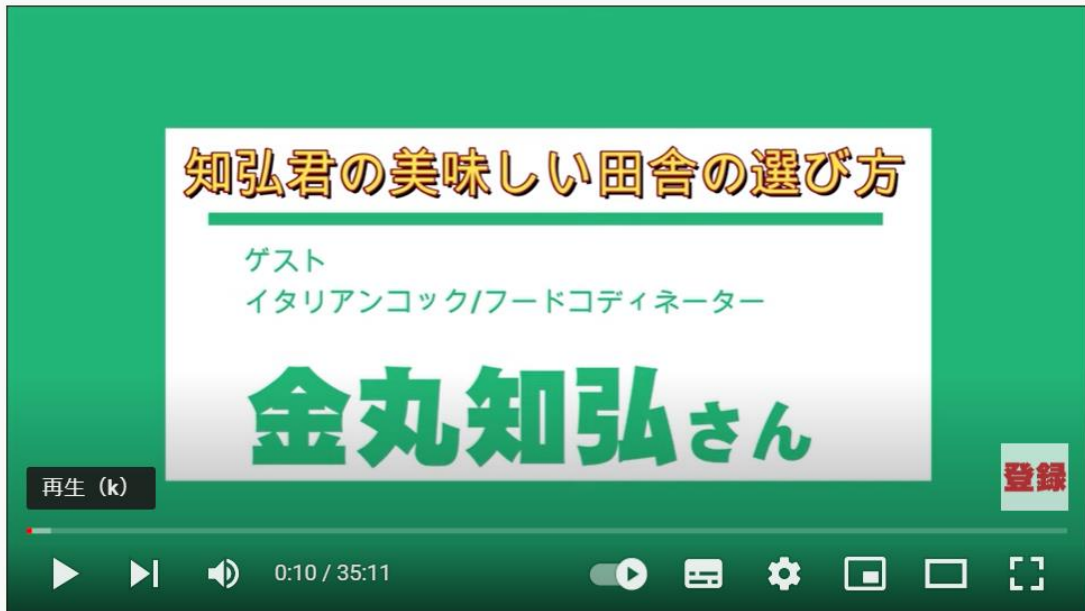 知弘君の美味しい田舎の選び方
ゲスト
イタリアンコック/フードコディネーター
金丸知弘さん
登録
再生（k）
0:10 / 35:11